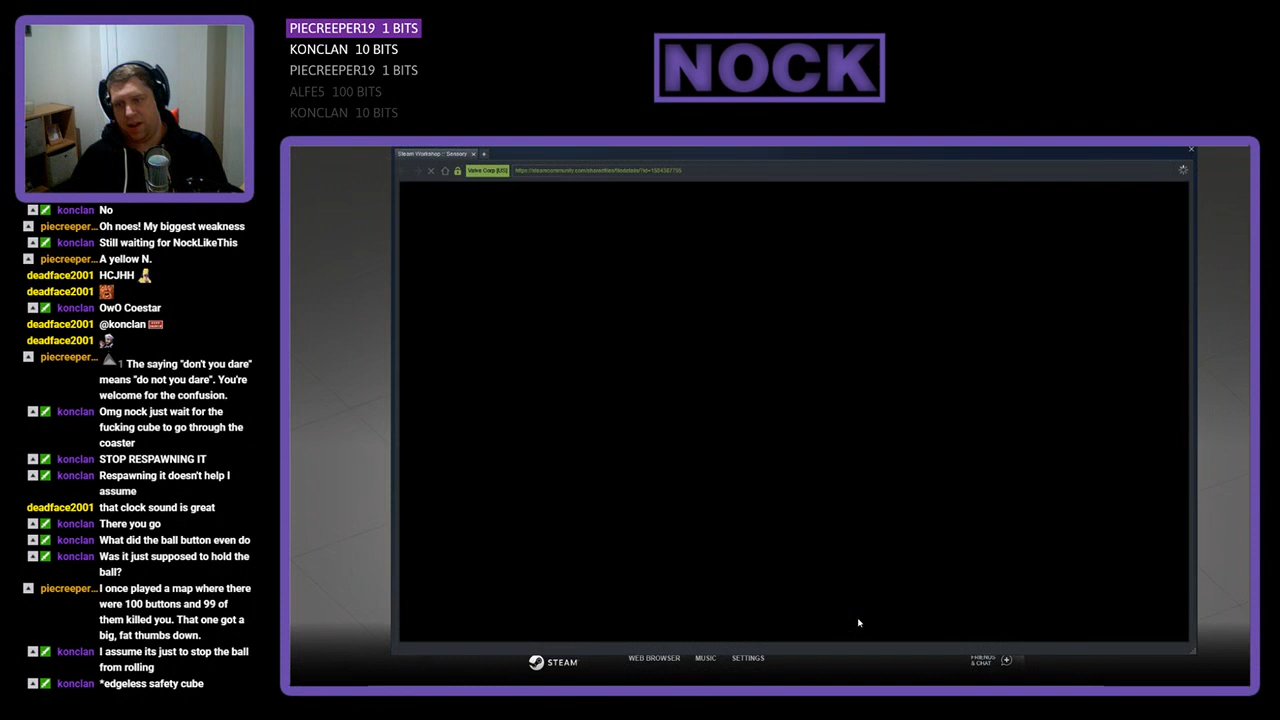 PIECREEPER19 1 BITS
KONCLAN 10 BITS
PIECREEPER19 1 BITS
ALFE5 100 BITS
KONCLAN 10 BITS
NOCK
konclan No
piecreeper... Oh noes! My biggest weakness
konclan Still waiting for NockLikeThis
piecreeper... A yellow N.
deadface2001 HCJHH
deadface2001
konclan OwO Coestar
deadface2001 @konclan
deadface2001
piecreeper... 1 The saying "don't you dare"
means "do not you dare". You're
welcome for the confusion.
konclan Omg nock just wait for the
fucking cube to go through the
coaster
konclan STOP RESPAWNING IT
konclan Respawning it doesn't help I
assume
deadface2001 that clock sound is great
konclan There you go
konclan What did the ball button even do
konclan Was it just supposed to hold the
ball?
piecreeper... I once played a map where there
were 100 buttons and 99 of
them killed you. That one got a
big, fat thumbs down.
konclan I assume its just to stop the ball
from rolling
konclan *edgeless safety cube
Steam Workshop :: Sensory
Valve Corp [US]
STEAM
WEB BROWSER
MUSIC
SETTINGS
FRIENDS
& CHAT